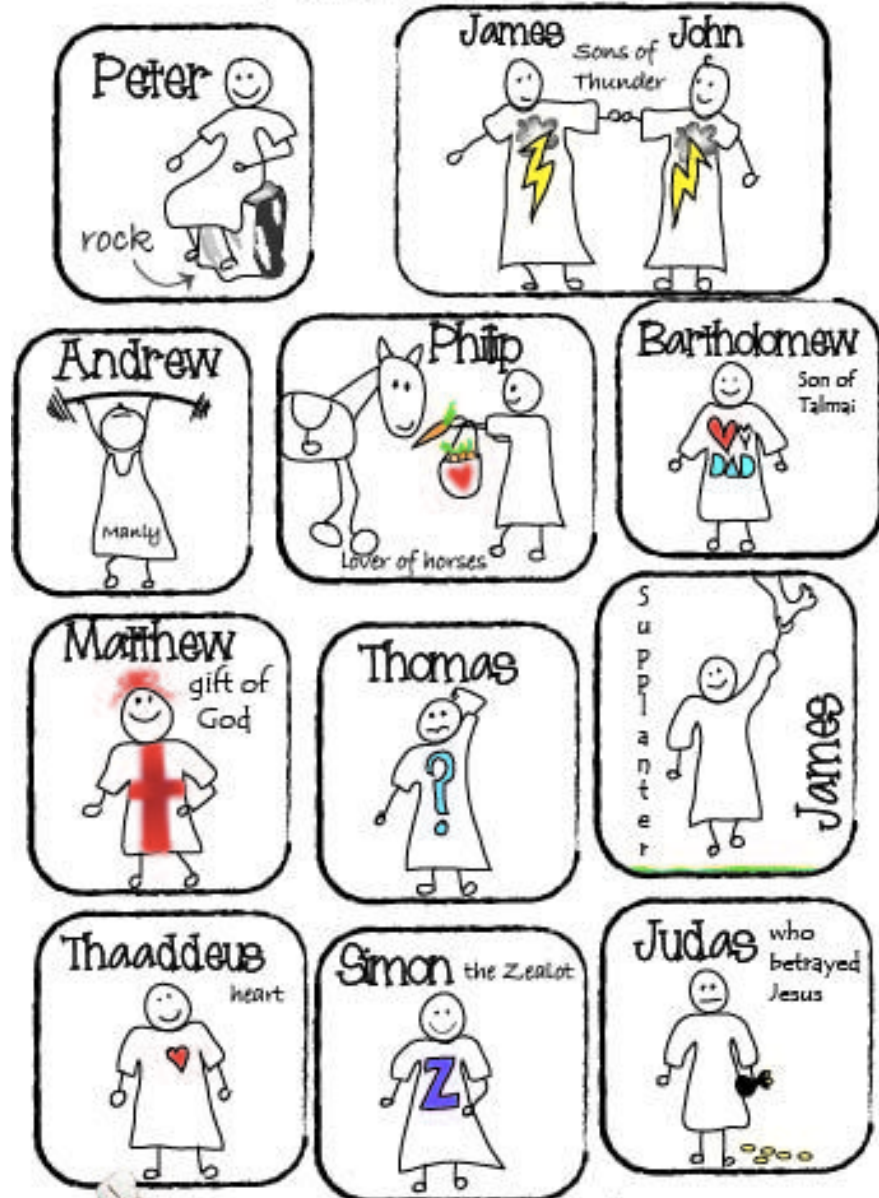 Peter
rock
James John
Sons of
Thunder
Andrew
Manly
Philip
Lover of horses
Bartholomew
Son of
Talmai
MY
DAD
Matthew
gift of
God
Thomas
?
Supplanter
James
Thaaddeus
heart
Simon the Zealot
Z
Judas who
betrayed
Jesus